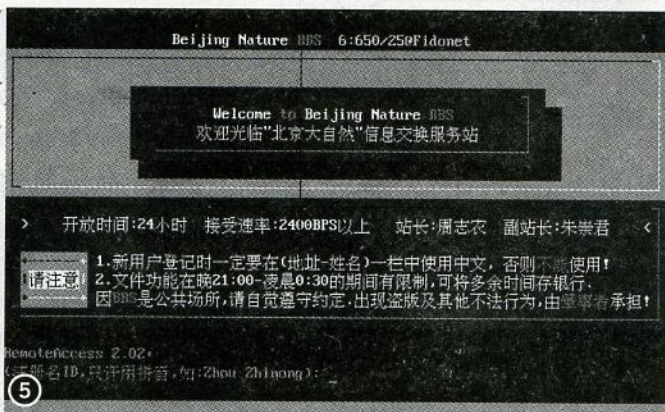 Beijing Nature BBS 6:650/25@Fidonet
Welcome to Beijing Nature BBS
欢迎光临"北京大自然"信息交换服务站
> 开放时间:24小时 接受速率:2400BPS以上 站长:周志农 副站长:朱崇君 <
请注意
1.新用户登记时一定要在(地址-姓名)一栏中使用中文, 否则不能使用!
2.文件功能在晚21:00-凌晨0:30的期间有限制,可将多余时间存银行.
因BBS是公共场所,请自觉遵守约定.出现盗版及其他不法行为,由肇事者承担!
RemoteAccess 2.02+
(注册名ID,只许用拼音,如:Zhou Zhinong):
⑤